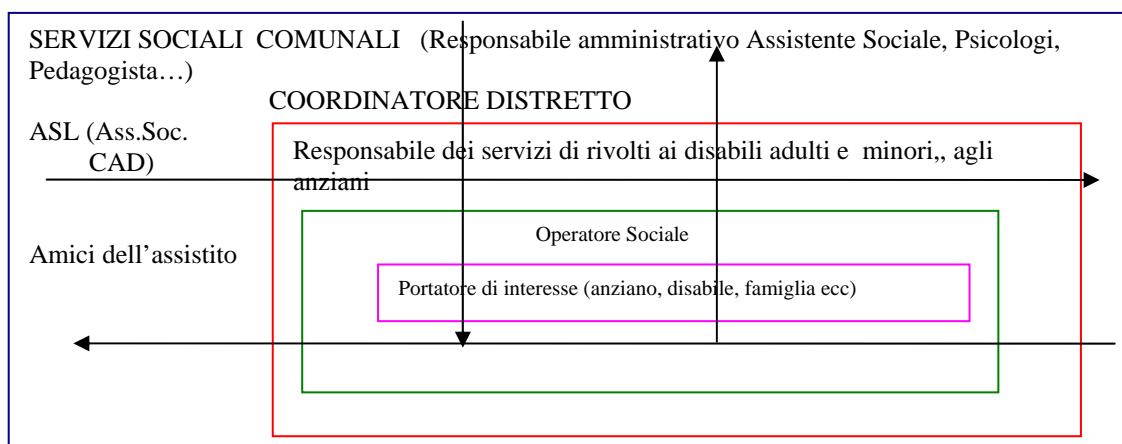 SERVIZI SOCIALI COMUNALI (Responsabile amministrativo Assistente Sociale, Psicologi,
Pedagogista…)
COORDINATORE DISTRETTO
ASL (Ass.Soc.
CAD)
Responsabile dei servizi di rivolti ai disabili adulti e minori,, agli
anziani
Operatore Sociale
Amici dell’assistito
Portatore di interesse (anziano, disabile, famiglia ecc)